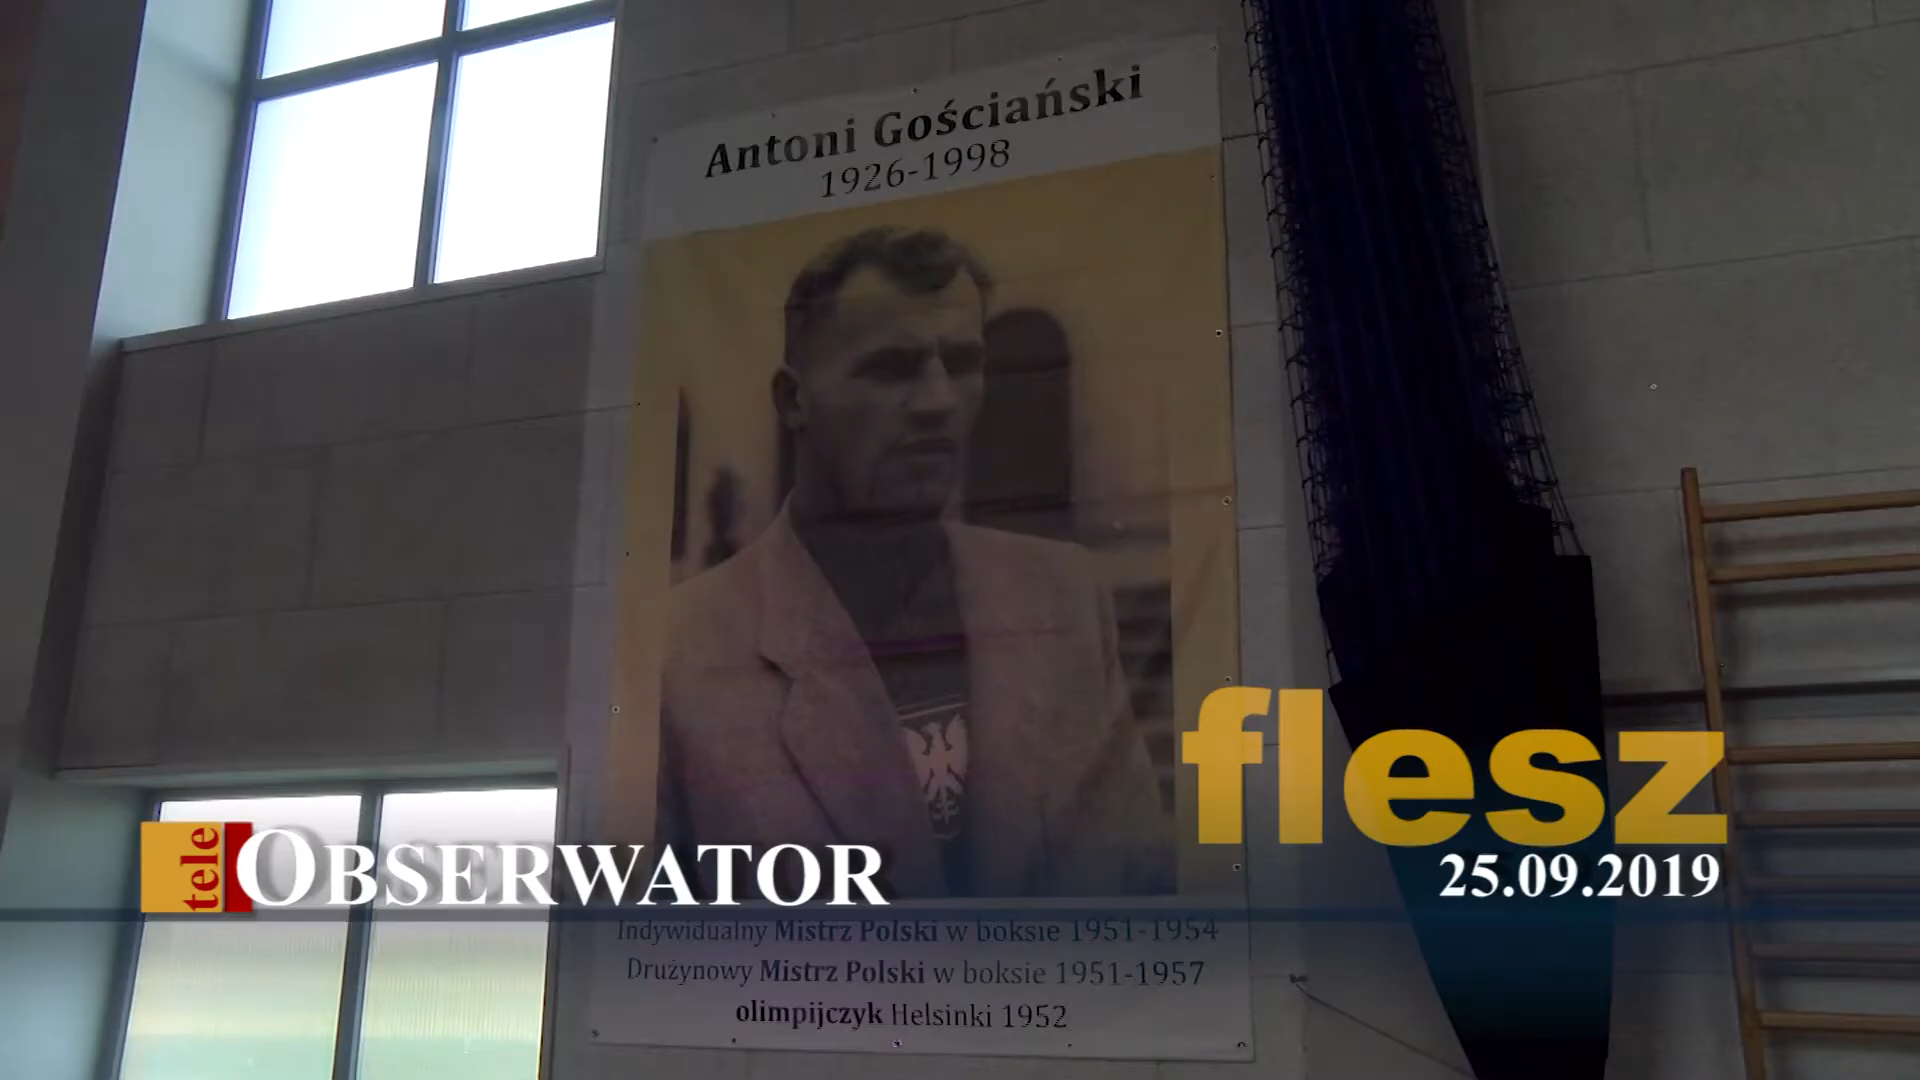 Antoni Gościański
1926-1998
flesz
tele OBSERWATOR
25.09.2019
Indywidualny Mistrz Polski w boksie 1951-1954
Drużynowy Mistrz Polski w boksie 1951-1957
olimpijczyk Helsinki 1952